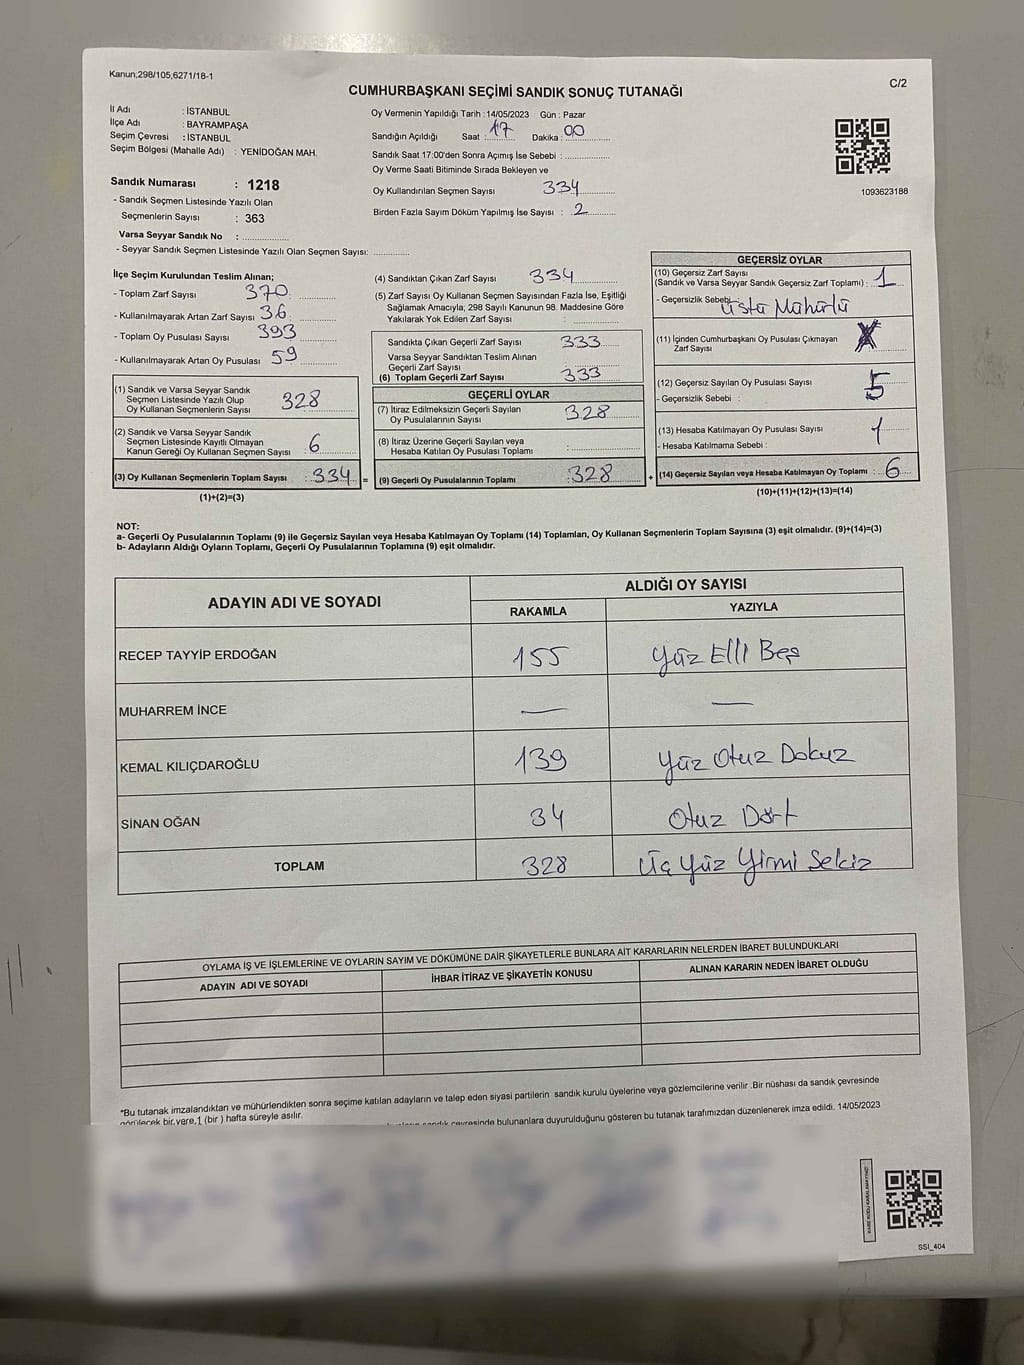 Kanun;298/105,6271/18-1
C/2
CUMHURBAŞKANI SEÇİMİ SANDIK SONUÇ TUTANAĞI
İl Adı : İSTANBUL
İlçe Adı : BAYRAMPAŞA
Seçim Çevresi : İSTANBUL
Seçim Bölgesi (Mahalle Adı) : YENİDOĞAN MAH.
Oy Vermenin Yapıldığı Tarih : 14/05/2023 Gün : Pazar
Sandığın Açıldığı Saat : 17 Dakika : 00
Sandık Saat 17:00'den Sonra Açımış İse Sebebi :
Oy Verme Saati Bitiminde Sırada Bekleyen ve
Oy Kullandırılan Seçmen Sayısı 334
Birden Fazla Sayım Döküm Yapılmış İse Sayısı : 2
1093623188
Sandık Numarası : 1218
- Sandık Seçmen Listesinde Yazılı Olan
Seçmenlerin Sayısı : 363
Varsa Seyyar Sandık No :
- Seyyar Sandık Seçmen Listesinde Yazılı Olan Seçmen Sayısı:
İlçe Seçim Kurulundan Teslim Alınan;
- Toplam Zarf Sayısı 370
- Kullanılmayarak Artan Zarf Sayısı : 36
- Toplam Oy Pusulası Sayısı : 393
- Kullanılmayarak Artan Oy Pusulası : 59
(1) Sandık ve Varsa Seyyar Sandık
Seçmen Listesinde Yazılı Olup
Oy Kullanan Seçmenlerin Sayısı 328
(2) Sandık ve Varsa Seyyar Sandık
Seçmen Listesinde Kayıtlı Olmayan
Kanun Gereği Oy Kullanan Seçmen Sayısı : 6
(3) Oy Kullanan Seçmenlerin Toplam Sayısı : 334 =
(1)+(2)=(3)
(4) Sandıktan Çıkan Zarf Sayısı 334
(5) Zarf Sayısı Oy Kullanan Seçmen Sayısından Fazla İse, Eşitliği
Sağlamak Amacıyla, 298 Sayılı Kanunun 98. Maddesine Göre
Yakılarak Yok Edilen Zarf Sayısı :
Sandıkta Çıkan Geçerli Zarf Sayısı 333
Varsa Seyyar Sandıktan Teslim Alınan
Geçerli Zarf Sayısı
(6) Toplam Geçerli Zarf Sayısı 333
GEÇERLİ OYLAR
(7) İtiraz Edilmeksizin Geçerli Sayılan
Oy Pusulalarının Sayısı : 328
(8) İtiraz Üzerine Geçerli Sayılan veya
Hesaba Katılan Oy Pusulası Toplamı :
(9) Geçerli Oy Pusulalarının Toplamı : 328 +
GEÇERSİZ OYLAR
(10) Geçersiz Zarf Sayısı
(Sandık ve Varsa Seyyar Sandık Geçersiz Zarf Toplamı) : 1
- Geçersizlik Sebebi: üstü Mühürlü
(11) İçinden Cumhurbaşkanı Oy Pusulası Çıkmayan
Zarf Sayısı
(12) Geçersiz Sayılan Oy Pusulası Sayısı : 5
- Geçersizlik Sebebi :
(13) Hesaba Katılmayan Oy Pusulası Sayısı : 1
- Hesaba Katılmama Sebebi :
(14) Geçersiz Sayılan veya Hesaba Katılmayan Oy Toplamı : 6
(10)+(11)+(12)+(13)=(14)
NOT:
a- Geçerli Oy Pusulalarının Toplamı (9) ile Geçersiz Sayılan veya Hesaba Katılmayan Oy Toplamı (14) Toplamları, Oy Kullanan Seçmenlerin Toplam Sayısına (3) eşit olmalıdır. (9)+(14)=(3)
b- Adayların Aldığı Oyların Toplamı, Geçerli Oy Pusulalarının Toplamına (9) eşit olmalıdır.
ADAYIN ADI VE SOYADI
ALDIĞI OY SAYISI
RAKAMLA YAZIYLA
RECEP TAYYİP ERDOĞAN 155 Yüz Elli Beş
MUHARREM İNCE — —
KEMAL KILIÇDAROĞLU 139 Yüz Otuz Dokuz
SİNAN OĞAN 34 Otuz Dört
TOPLAM 328 Üç Yüz Yirmi Sekiz
OYLAMA İŞ VE İŞLEMLERİNE VE OYLARIN SAYIM VE DÖKÜMÜNE DAİR ŞİKAYETLERLE BUNLARA AİT KARARLARIN NELERDEN İBARET BULUNDUKLARI
ADAYIN ADI VE SOYADI İHBAR İTİRAZ VE ŞİKAYETİN KONUSU ALINAN KARARIN NEDEN İBARET OLDUĞU
*Bu tutanak imzalandıktan ve mühürlendikten sonra seçime katılan adayların ve talep eden siyasi partilerin sandık kurulu üyelerine veya gözlemcilerine verilir .Bir nüshası da sandık çevresinde
görülecek bir yere,1 (bir ) hafta süreyle asılır.
sandık çevresinde bulunanlara duyurulduğunu gösteren bu tutanak tarafımızdan düzenlenerek imza edildi. 14/05/2023
SSI_404